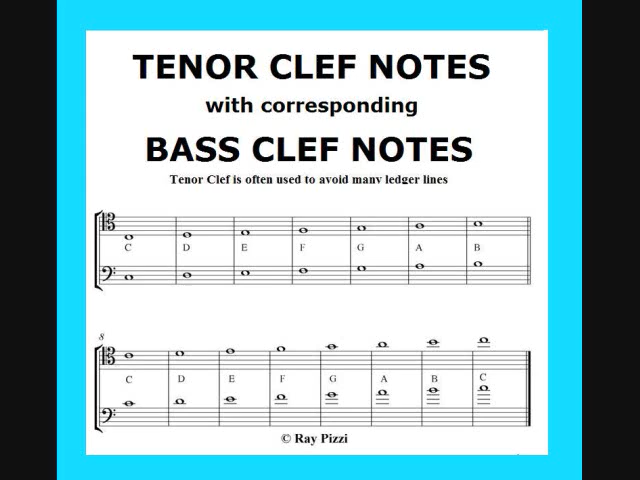 TENOR CLEF NOTES
with corresponding
BASS CLEF NOTES
Tenor Clef is often used to avoid many ledger lines
C D E F G A B
8
C D E F G A B C
© Ray Pizzi